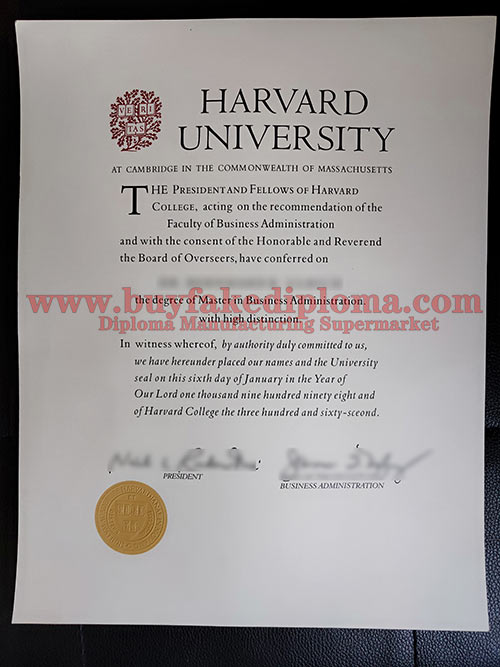 VE RI
TAS
HARVARD
UNIVERSITY
AT CAMBRIDGE IN THE COMMONWEALTH OF MASSACHUSETTS
THE PRESIDENT AND FELLOWS OF HARVARD
COLLEGE, acting on the recommendation of the
Faculty of Business Administration
and with the consent of the Honorable and Reverend
the Board of Overseers, have conferred on
www.buyfakediploma.com
the degree of Master in Business Administration,
with high distinction.
Diploma Manufacturing Supermarket
In witness whereof, by authority duly committed to us,
we have hereunder placed our names and the University
seal on this sixth day of January in the Year of
Our Lord one thousand nine hundred ninety eight and
of Harvard College the three hundred and sixty-sceond.
PRESIDENT
BUSINESS ADMINISTRATION